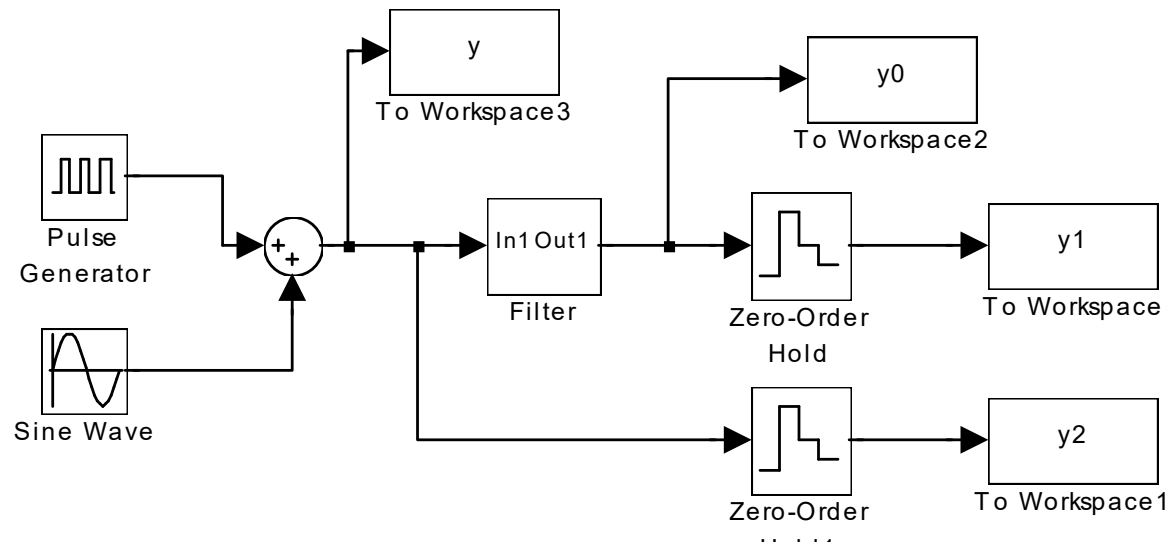 y
To Workspace3
y0
To Workspace2
Pulse
Generator
+
+
In1 Out1
Filter
Zero-Order
Hold
y1
To Workspace
Sine Wave
Zero-Order
y2
To Workspace1